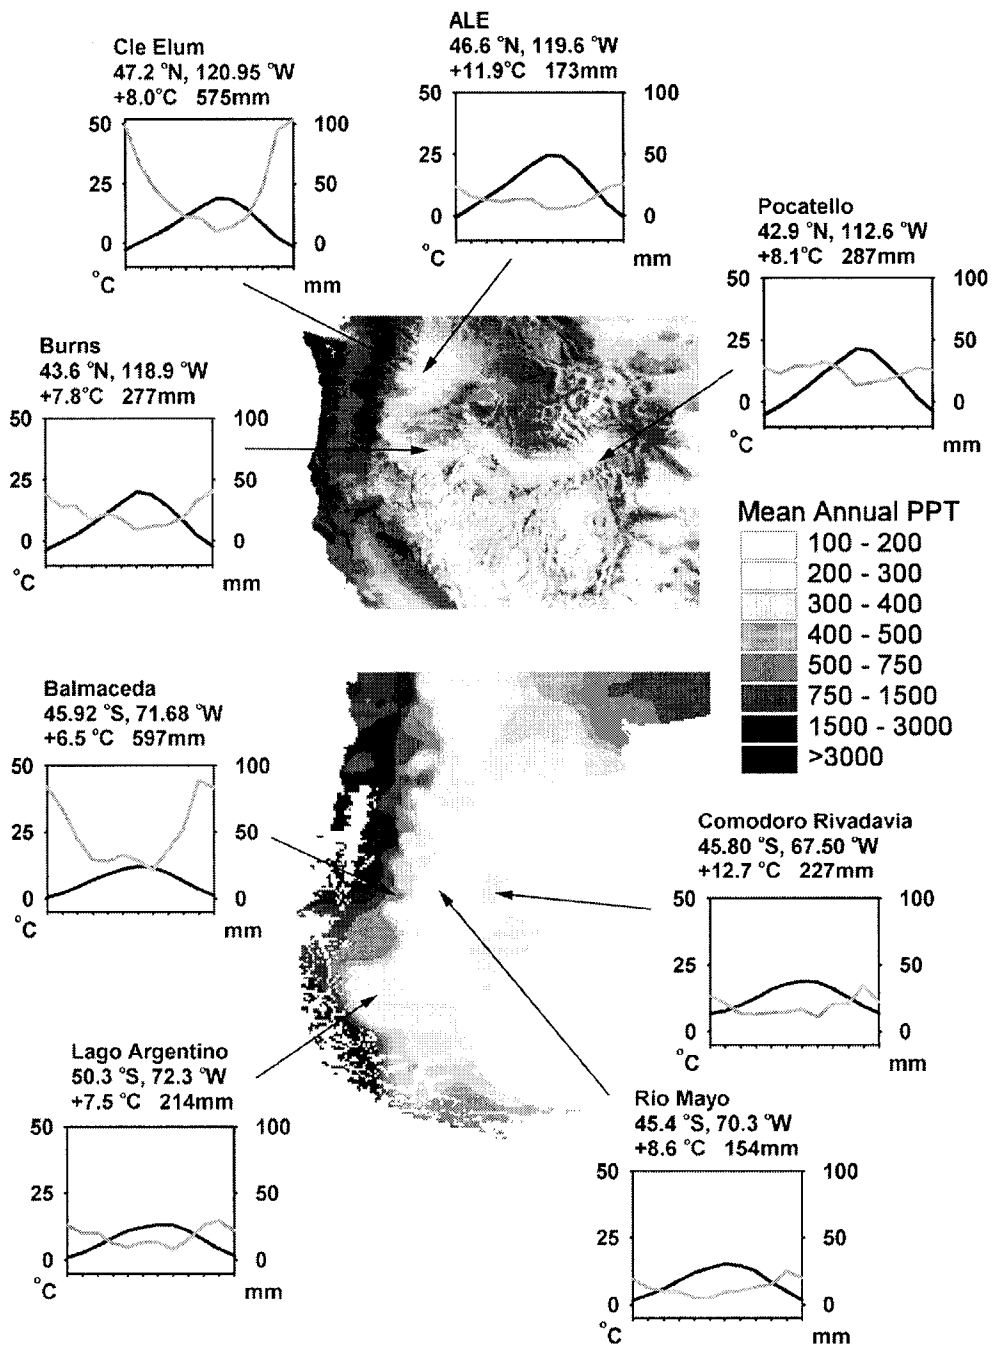 Cle Elum
47.2 °N, 120.95 °W
+8.0°C 575mm
50
25
0
°C
100
50
0
mm
ALE
46.6 °N, 119.6 °W
+11.9°C 173mm
50
25
0
°C
100
50
0
mm
Pocatello
42.9 °N, 112.6 °W
+8.1°C 287mm
50
25
0
°C
100
50
0
mm
Burns
43.6 °N, 118.9 °W
+7.8°C 277mm
50
25
0
°C
100
50
0
mm
Mean Annual PPT
100 - 200
200 - 300
300 - 400
400 - 500
500 - 750
750 - 1500
1500 - 3000
>3000
Balmaceda
45.92 °S, 71.68 °W
+6.5 °C 597mm
50
25
0
°C
100
50
0
mm
Comodoro Rivadavia
45.80 °S, 67.50 °W
+12.7 °C 227mm
50
25
0
°C
100
50
0
mm
Lago Argentino
50.3 °S, 72.3 °W
+7.5 °C 214mm
50
25
0
°C
100
50
0
mm
Rio Mayo
45.4 °S, 70.3 °W
+8.6 °C 154mm
50
25
0
°C
100
50
0
mm